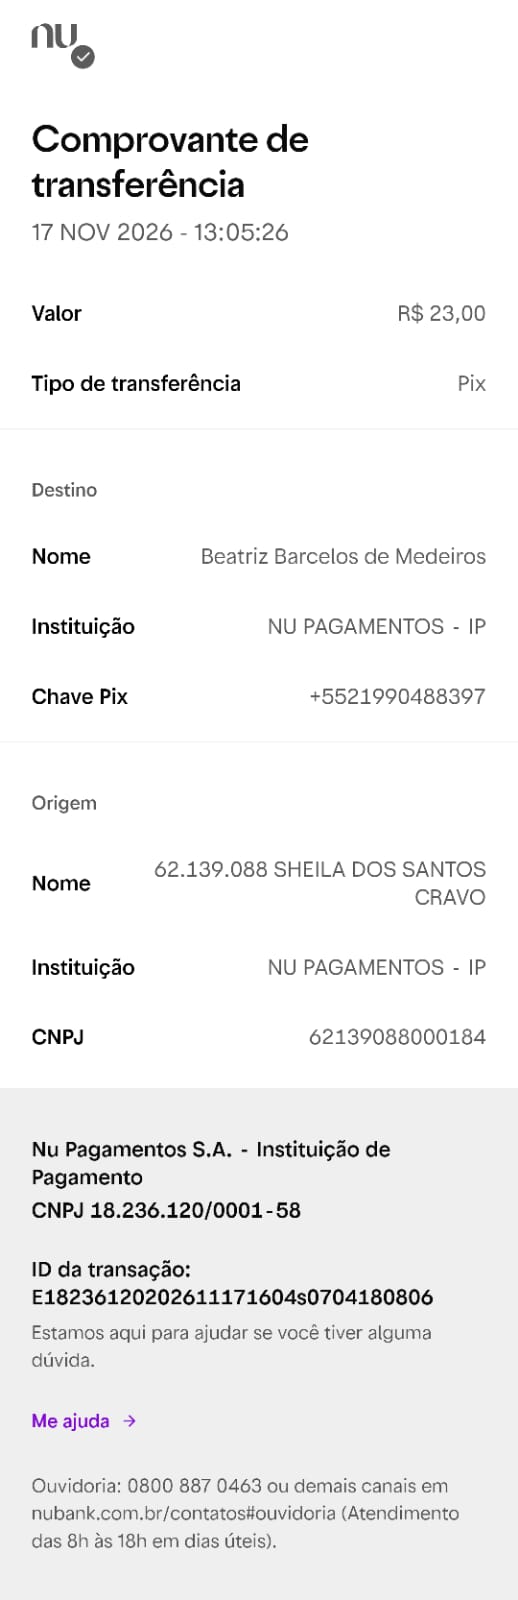 nu
Comprovante de
transferência
17 NOV 2026 - 13:05:26
Valor R$ 23,00
Tipo de transferência Pix
Destino
Nome Beatriz Barcelos de Medeiros
Instituição NU PAGAMENTOS - IP
Chave Pix +5521990488397
Origem
Nome 62.139.088 SHEILA DOS SANTOS
CRAVO
Instituição NU PAGAMENTOS - IP
CNPJ 62139088000184
Nu Pagamentos S.A. - Instituição de
Pagamento
CNPJ 18.236.120/0001-58
ID da transação:
E18236120202611171604s0704180806
Estamos aqui para ajudar se você tiver alguma
dúvida.
Me ajuda →
Ouvidoria: 0800 887 0463 ou demais canais em
nubank.com.br/contatos#ouvidoria (Atendimento
das 8h às 18h em dias úteis).